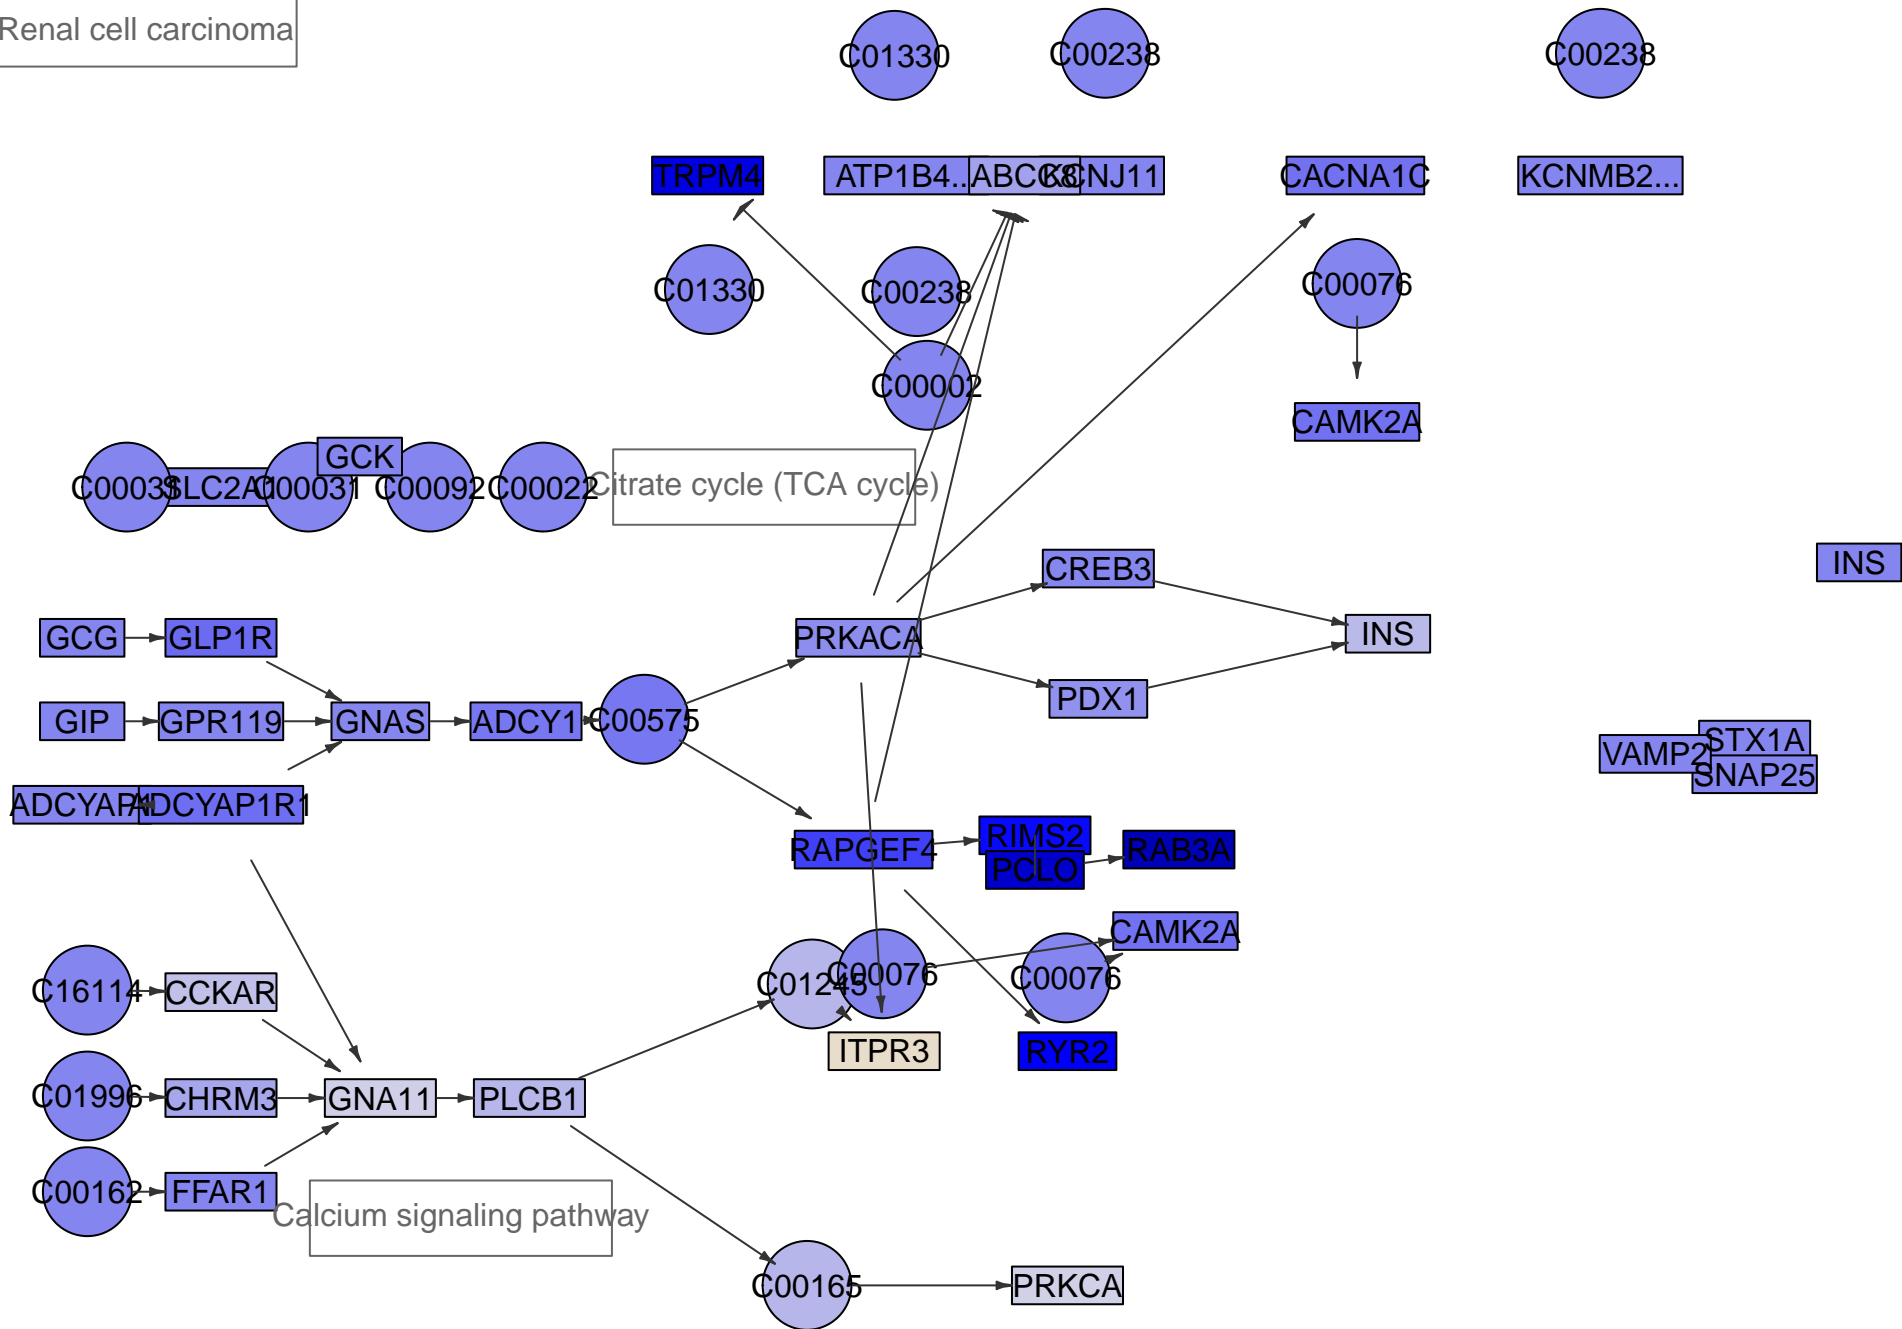 Renal cell carcinoma
C01330
C00238
C00238
TRPM4
ATP1B4...
ABCC8
KCNJ11
CACNA1C
KCNMB2...
C01330
C00238
C00076
C00002
CAMK2A
GCK
C00031
SLC2A1
C00031
C00092
C00022
Citrate cycle (TCA cycle)
CREB3
INS
GCG
GLP1R
PRKACA
INS
PDX1
GIP
GPR119
GNAS
ADCY1
C00575
STX1A
VAMP2
SNAP25
ADCYAP1
ADCYAP1R1
RIMS2
RAPGEF4
RAB3A
PCLO
CAMK2A
C16114
CCKAR
C01245
C00076
C00076
ITPR3
RYR2
C01996
CHRM3
GNA11
PLCB1
C00162
FFAR1
Calcium signaling pathway
C00165
PRKCA